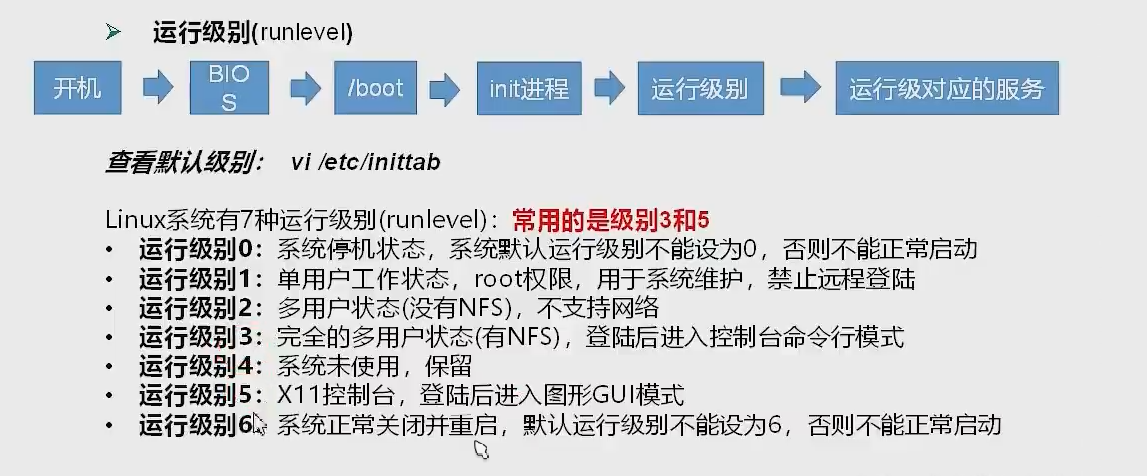 运行级别(runlevel)
开机 BIOS /boot init进程 运行级别 运行级对应的服务
查看默认级别： vi /etc/inittab
Linux系统有7种运行级别(runlevel)：常用的是级别3和5
• 运行级别0：系统停机状态，系统默认运行级别不能设为0，否则不能正常启动
• 运行级别1：单用户工作状态，root权限，用于系统维护，禁止远程登陆
• 运行级别2：多用户状态(没有NFS)，不支持网络
• 运行级别3：完全的多用户状态(有NFS)，登陆后进入控制台命令行模式
• 运行级别4：系统未使用，保留
• 运行级别5：X11控制台，登陆后进入图形GUI模式
• 运行级别6：系统正常关闭并重启，默认运行级别不能设为6，否则不能正常启动